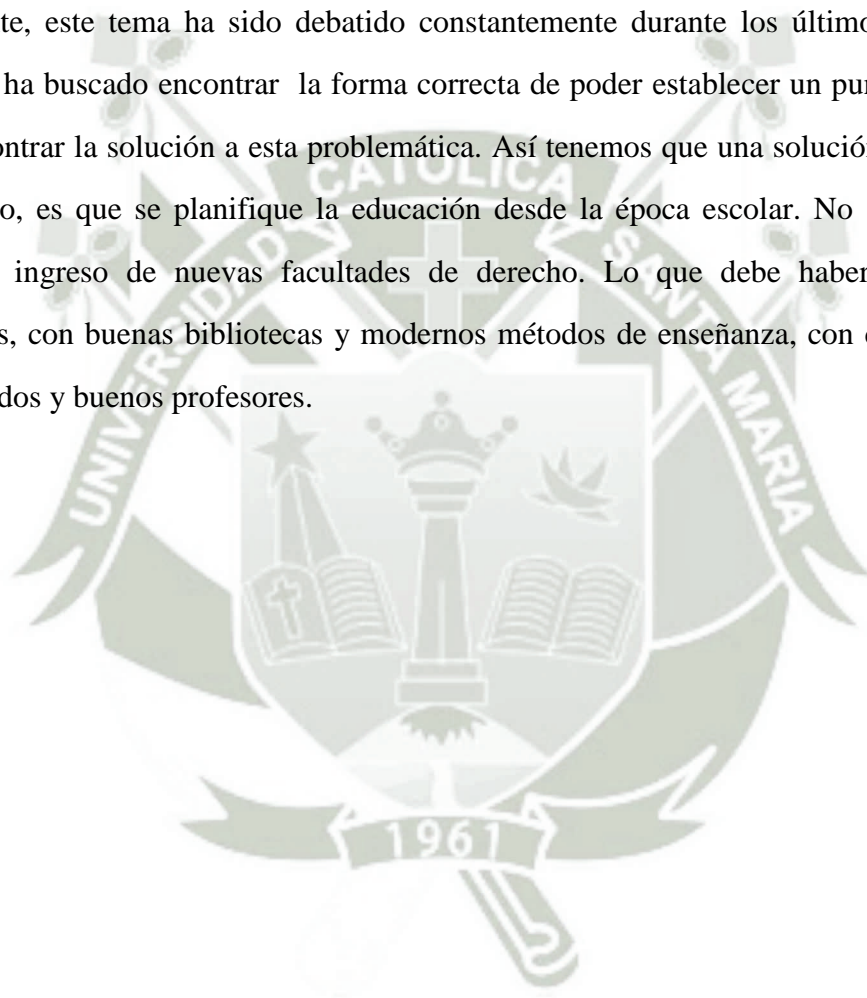 te, este tema ha sido debatido constantemente durante los último
ha buscado encontrar la forma correcta de poder establecer un pu
ontrar la solución a esta problemática. Así tenemos que una solución
o, es que se planifique la educación desde la época escolar. No
ingreso de nuevas facultades de derecho. Lo que debe haber
s, con buenas bibliotecas y modernos métodos de enseñanza, con
dos y buenos profesores.
UNIVERSIDAD CATOLICA SANTA MARIA
1961